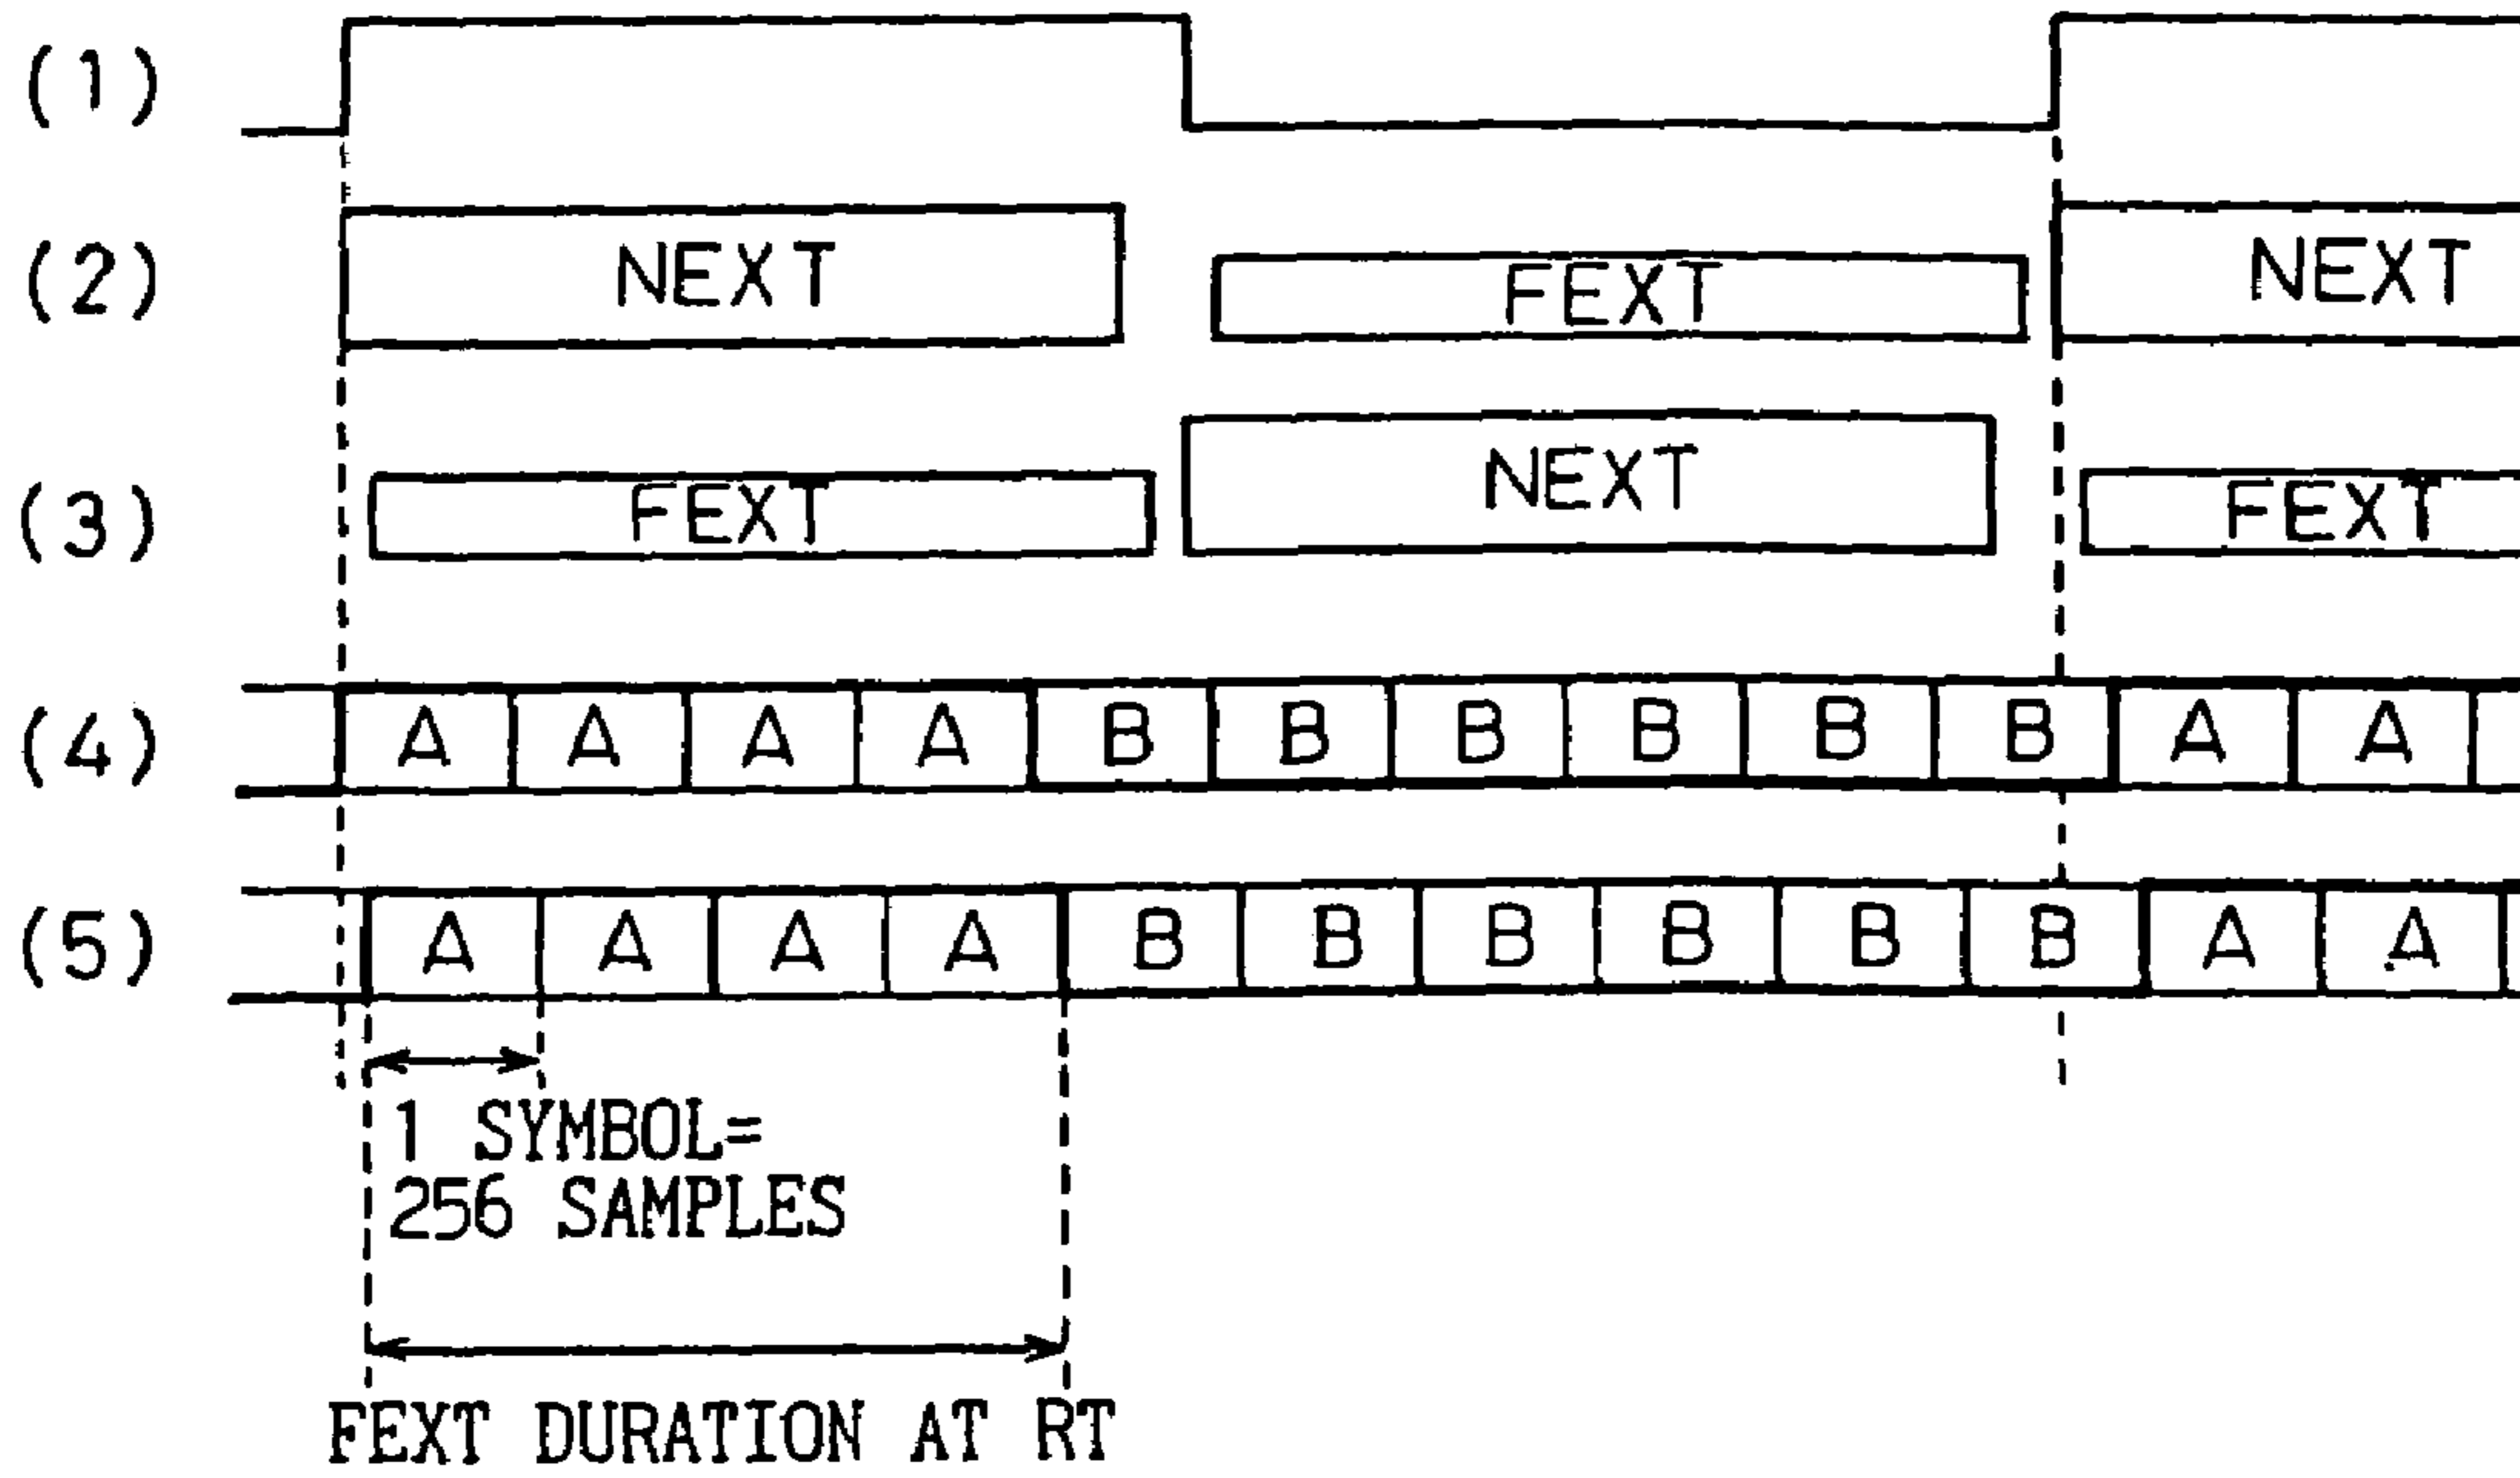 (1)
(2) NEXT FEXT NEXT
(3) FEXT NEXT FEXT
(4) A A A A B B B B B B A A
(5) A A A A B B B B B B A A
1 SYMBOL=
256 SAMPLES
FEXT DURATION AT RT